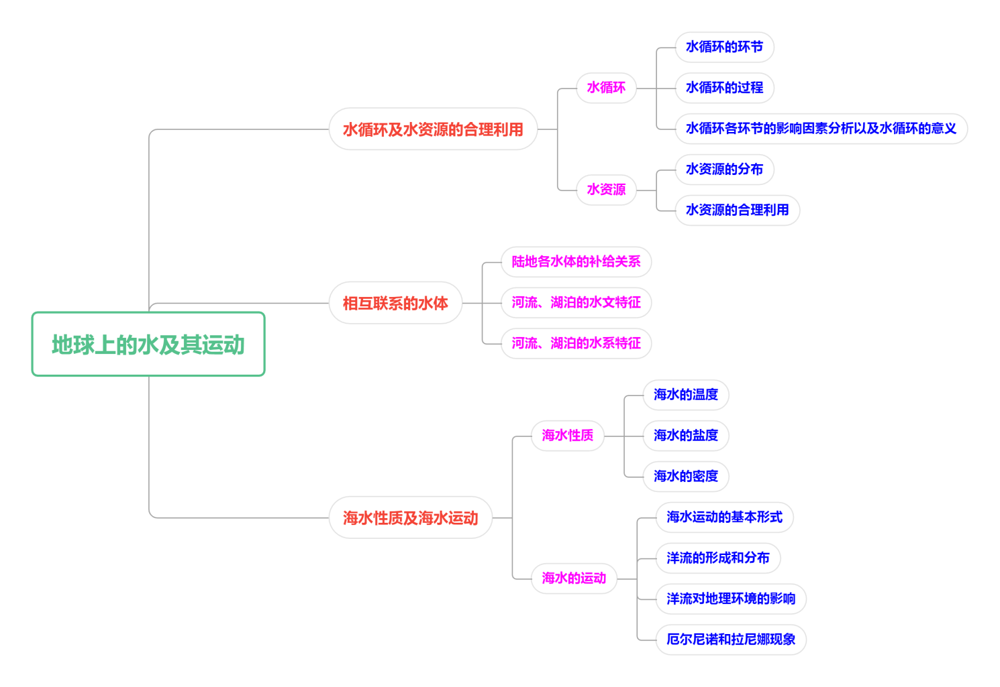 地球上的水及其运动
水循环及水资源的合理利用
水循环
水循环的环节
水循环的过程
水循环各环节的影响因素分析以及水循环的意义
水资源
水资源的分布
水资源的合理利用
相互联系的水体
陆地各水体的补给关系
河流、湖泊的水文特征
河流、湖泊的水系特征
海水性质及海水运动
海水性质
海水的温度
海水的盐度
海水的密度
海水的运动
海水运动的基本形式
洋流的形成和分布
洋流对地理环境的影响
厄尔尼诺和拉尼娜现象